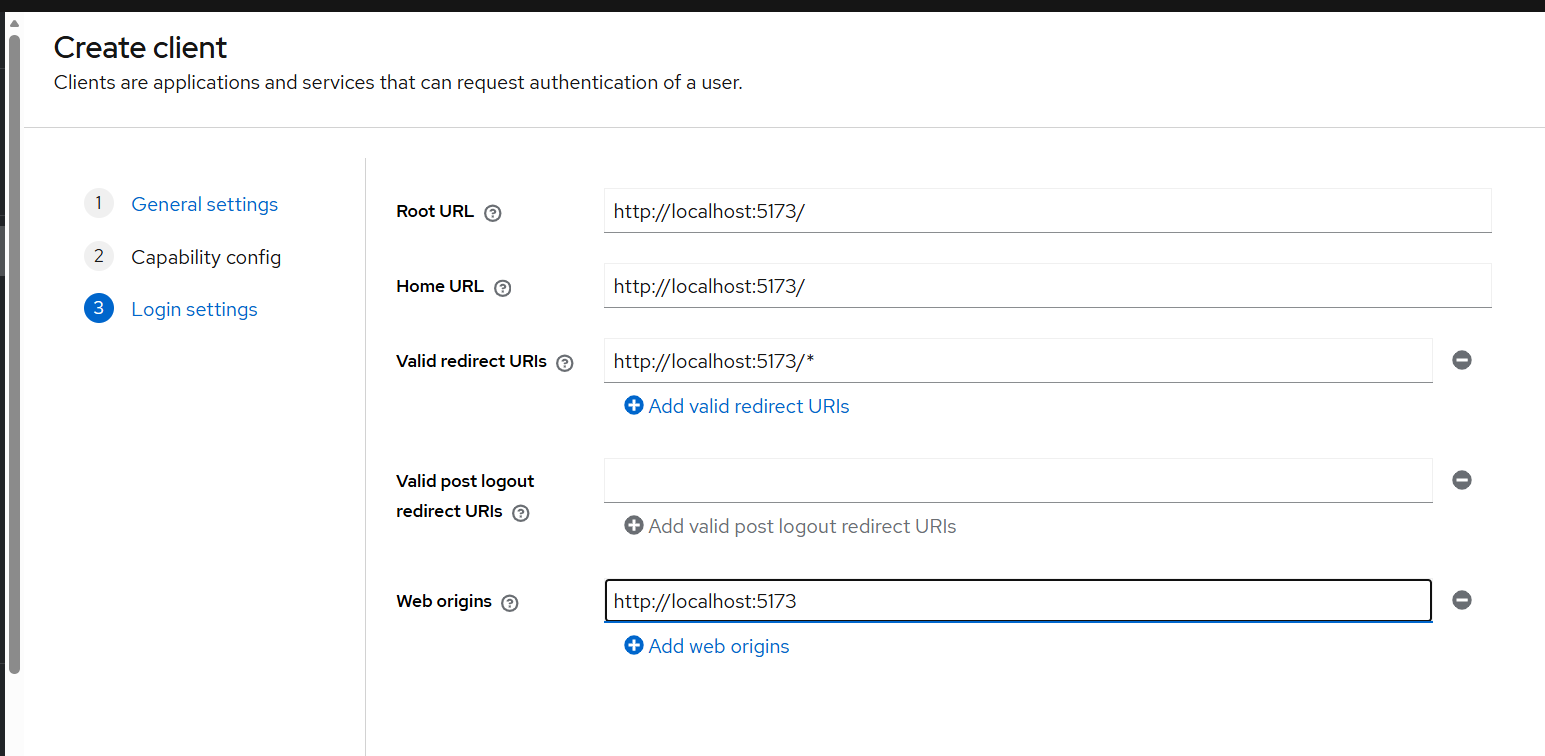 Create client
Clients are applications and services that can request authentication of a user.
1 General settings
2 Capability config
3 Login settings
Root URL ?
http://localhost:5173/
Home URL ?
http://localhost:5173/
Valid redirect URIs ?
http://localhost:5173/*
Add valid redirect URIs
Valid post logout
redirect URIs ?
Add valid post logout redirect URIs
Web origins ?
http://localhost:5173
Add web origins